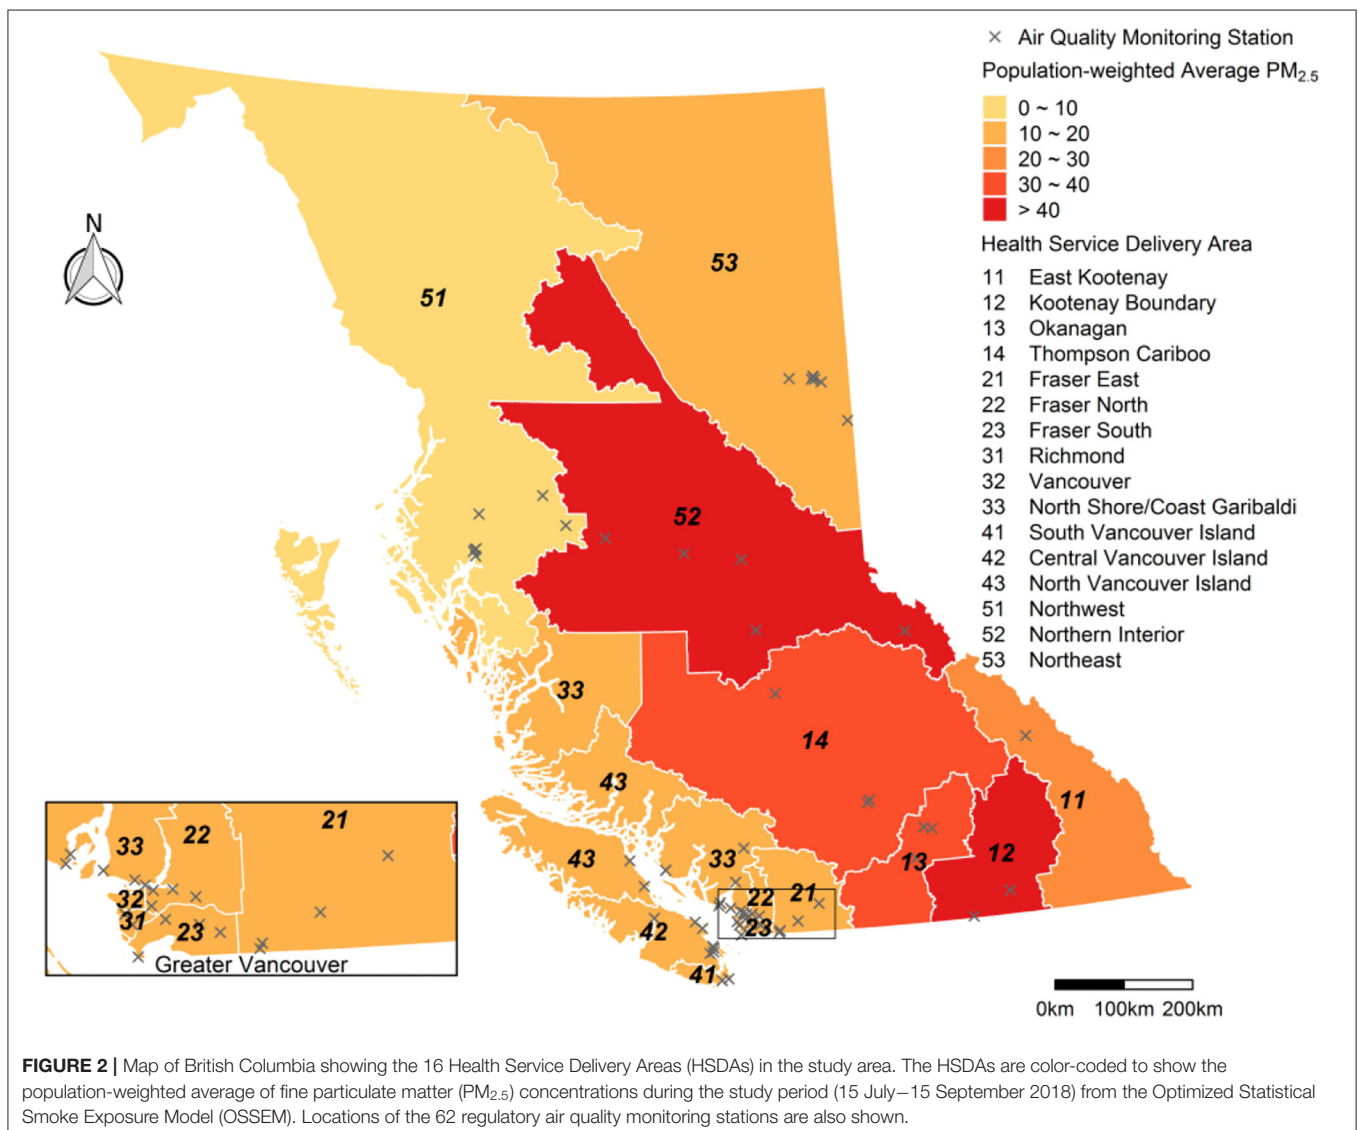 × Air Quality Monitoring Station
Population-weighted Average PM2.5
0 ~ 10
10 ~ 20
20 ~ 30
30 ~ 40
> 40
Health Service Delivery Area
11 East Kootenay
12 Kootenay Boundary
13 Okanagan
14 Thompson Cariboo
21 Fraser East
22 Fraser North
23 Fraser South
31 Richmond
32 Vancouver
33 North Shore/Coast Garibaldi
41 South Vancouver Island
42 Central Vancouver Island
43 North Vancouver Island
51 Northwest
52 Northern Interior
53 Northeast
N
53
51
52
33
14
43
11
43
33
13
12
22
21
23
42
41
21
22
33
32
31
23
Greater Vancouver
0km 100km 200km
FIGURE 2 | Map of British Columbia showing the 16 Health Service Delivery Areas (HSDAs) in the study area. The HSDAs are color-coded to show the
population-weighted average of fine particulate matter (PM2.5) concentrations during the study period (15 July–15 September 2018) from the Optimized Statistical
Smoke Exposure Model (OSSEM). Locations of the 62 regulatory air quality monitoring stations are also shown.